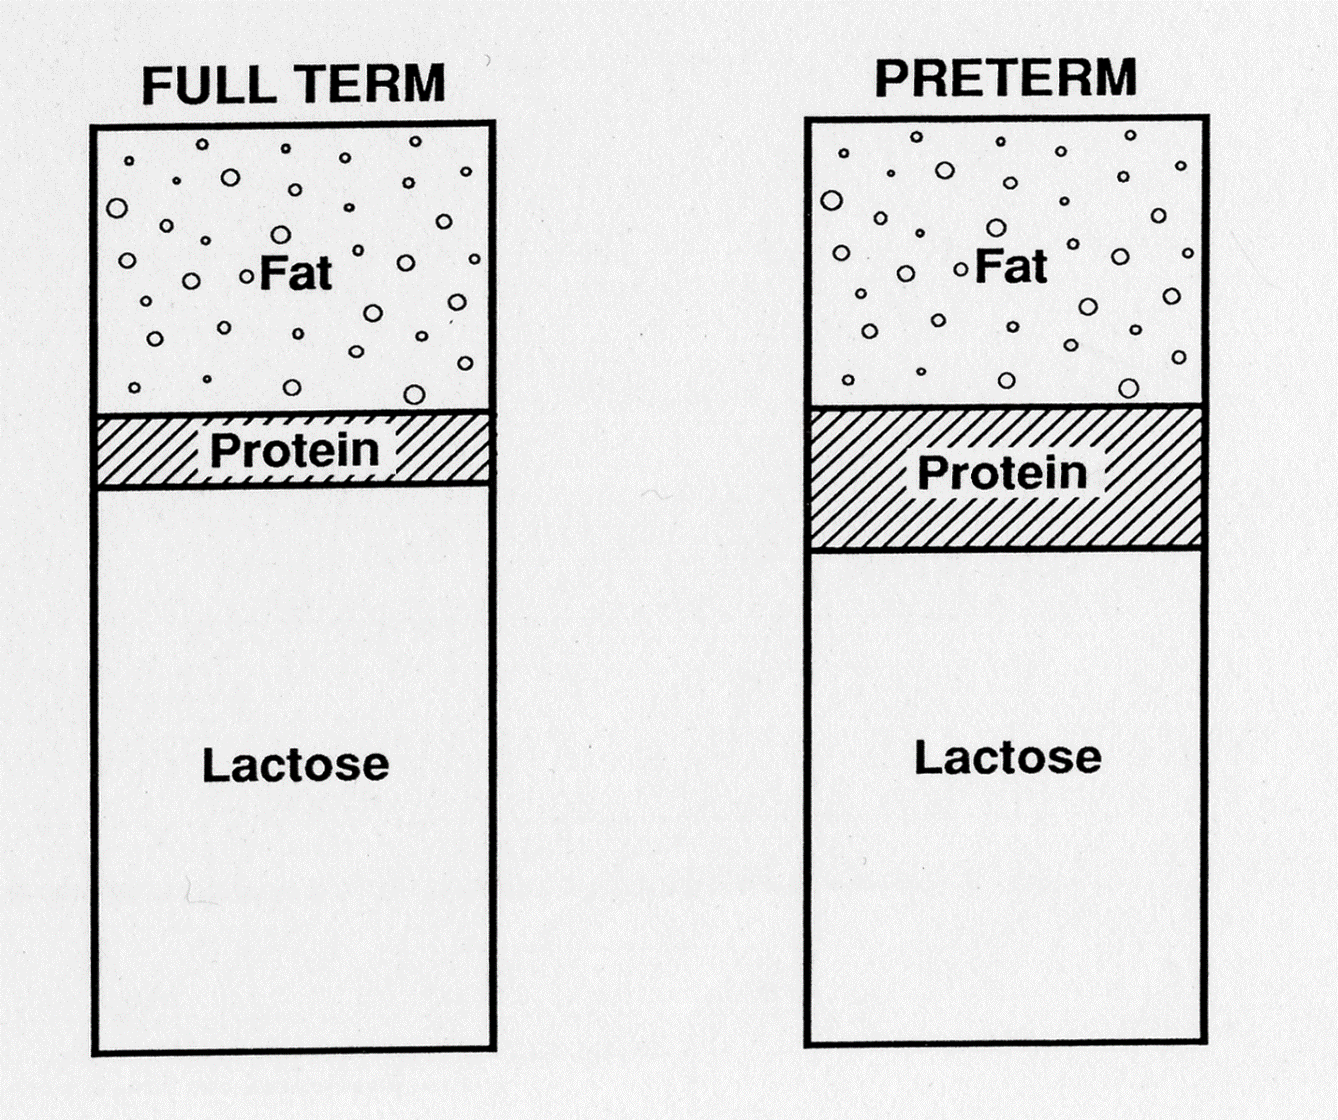 FULL TERM
Fat
Protein
Lactose
PRETERM
Fat
Protein
Lactose